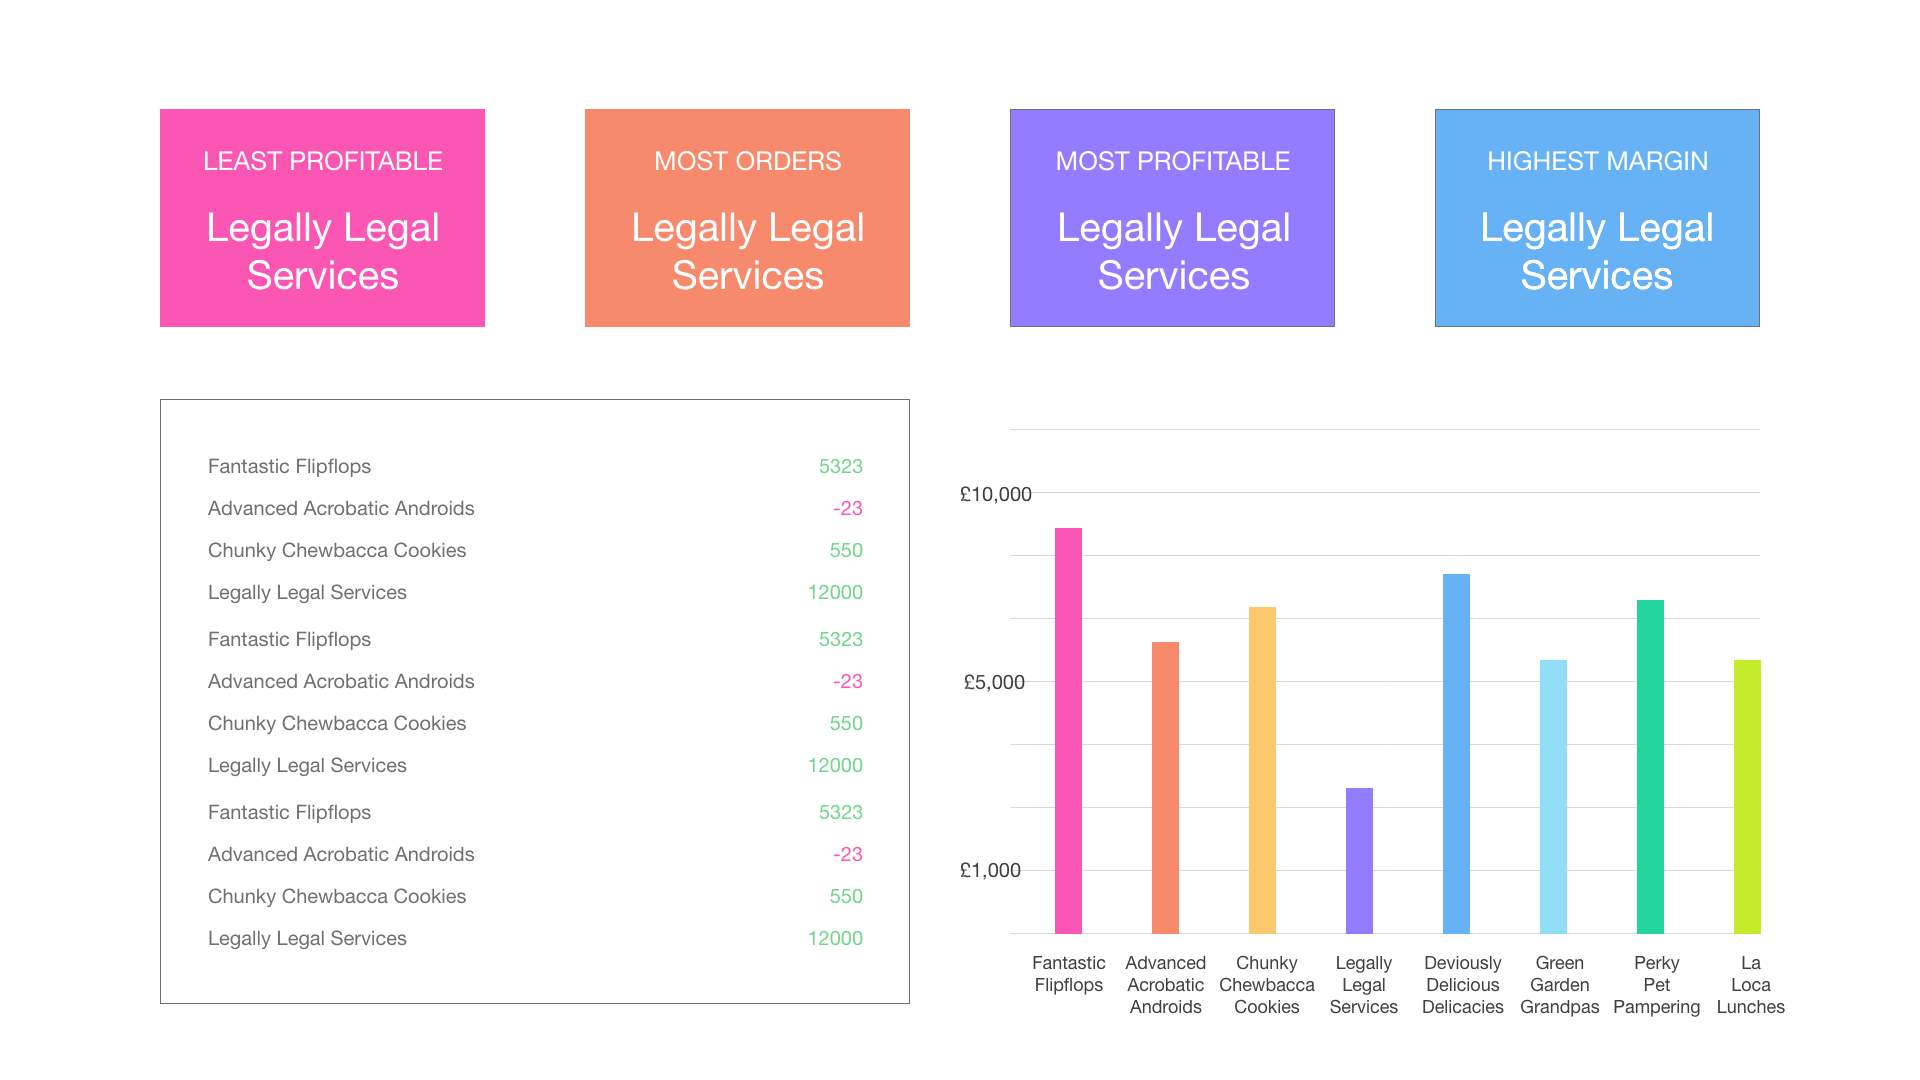 LEAST PROFITABLE
Legally Legal
Services
MOST ORDERS
Legally Legal
Services
MOST PROFITABLE
Legally Legal
Services
HIGHEST MARGIN
Legally Legal
Services
Fantastic Flipflops 5323
Advanced Acrobatic Androids -23
Chunky Chewbacca Cookies 550
Legally Legal Services 12000
Fantastic Flipflops 5323
Advanced Acrobatic Androids -23
Chunky Chewbacca Cookies 550
Legally Legal Services 12000
Fantastic Flipflops 5323
Advanced Acrobatic Androids -23
Chunky Chewbacca Cookies 550
Legally Legal Services 12000
£10,000
£5,000
£1,000
Fantastic
Flipflops
Advanced
Acrobatic
Androids
Chunky
Chewbacca
Cookies
Legally
Legal
Services
Deviously
Delicious
Delicacies
Green
Garden
Grandpas
Perky
Pet
Pampering
La
Loca
Lunches